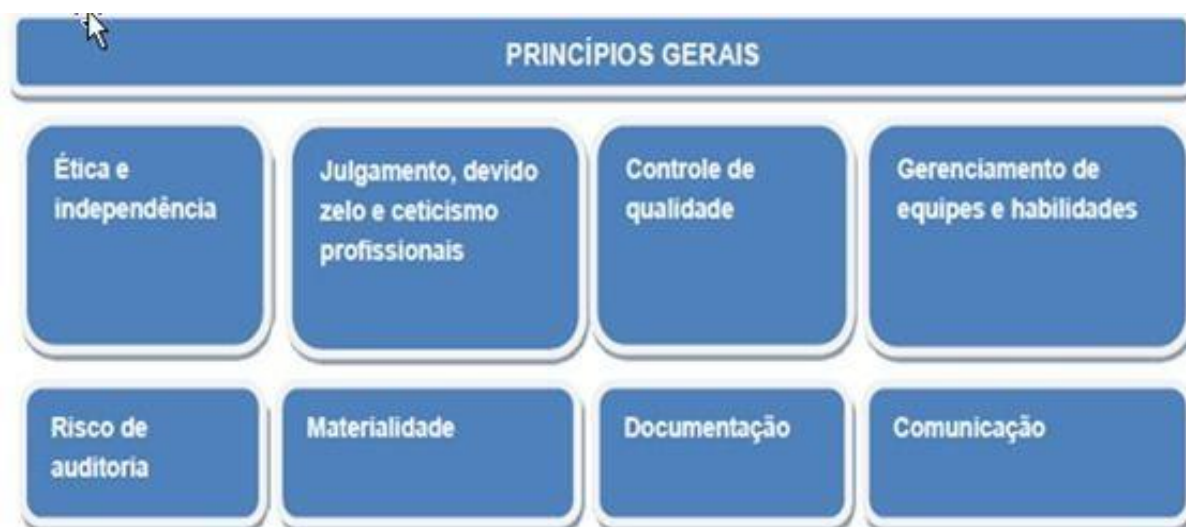 PRINCÍPIOS GERAIS
Ética e
independência
Julgamento, devido
zelo e ceticismo
profissionais
Controle de
qualidade
Gerenciamento de
equipes e habilidades
Risco de
auditoria
Materialidade
Documentação
Comunicação